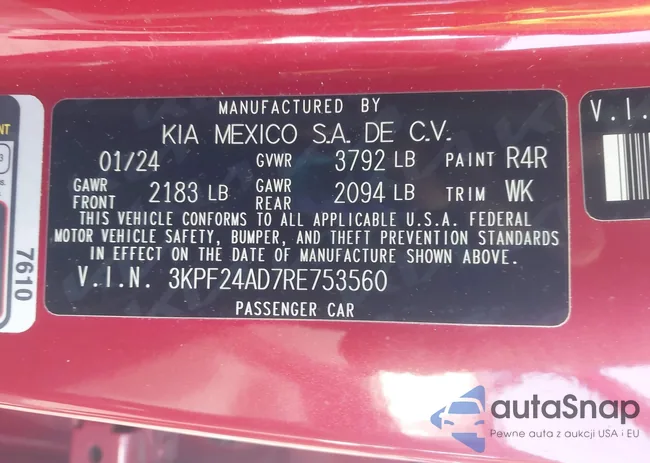 MANUFACTURED BY
KIA MEXICO S.A. DE C.V.
01/24 GVWR 3792 LB PAINT R4R
GAWR FRONT 2183 LB GAWR REAR 2094 LB TRIM WK
THIS VEHICLE CONFORMS TO ALL APPLICABLE U.S.A. FEDERAL
MOTOR VEHICLE SAFETY, BUMPER, AND THEFT PREVENTION STANDARDS
IN EFFECT ON THE DATE OF MANUFACTURE SHOWN ABOVE.
V.I.N. 3KPF24AD7RE753560
PASSENGER CAR
7610
V.I.
autaSnap
Pewne auta z aukcji USA i EU